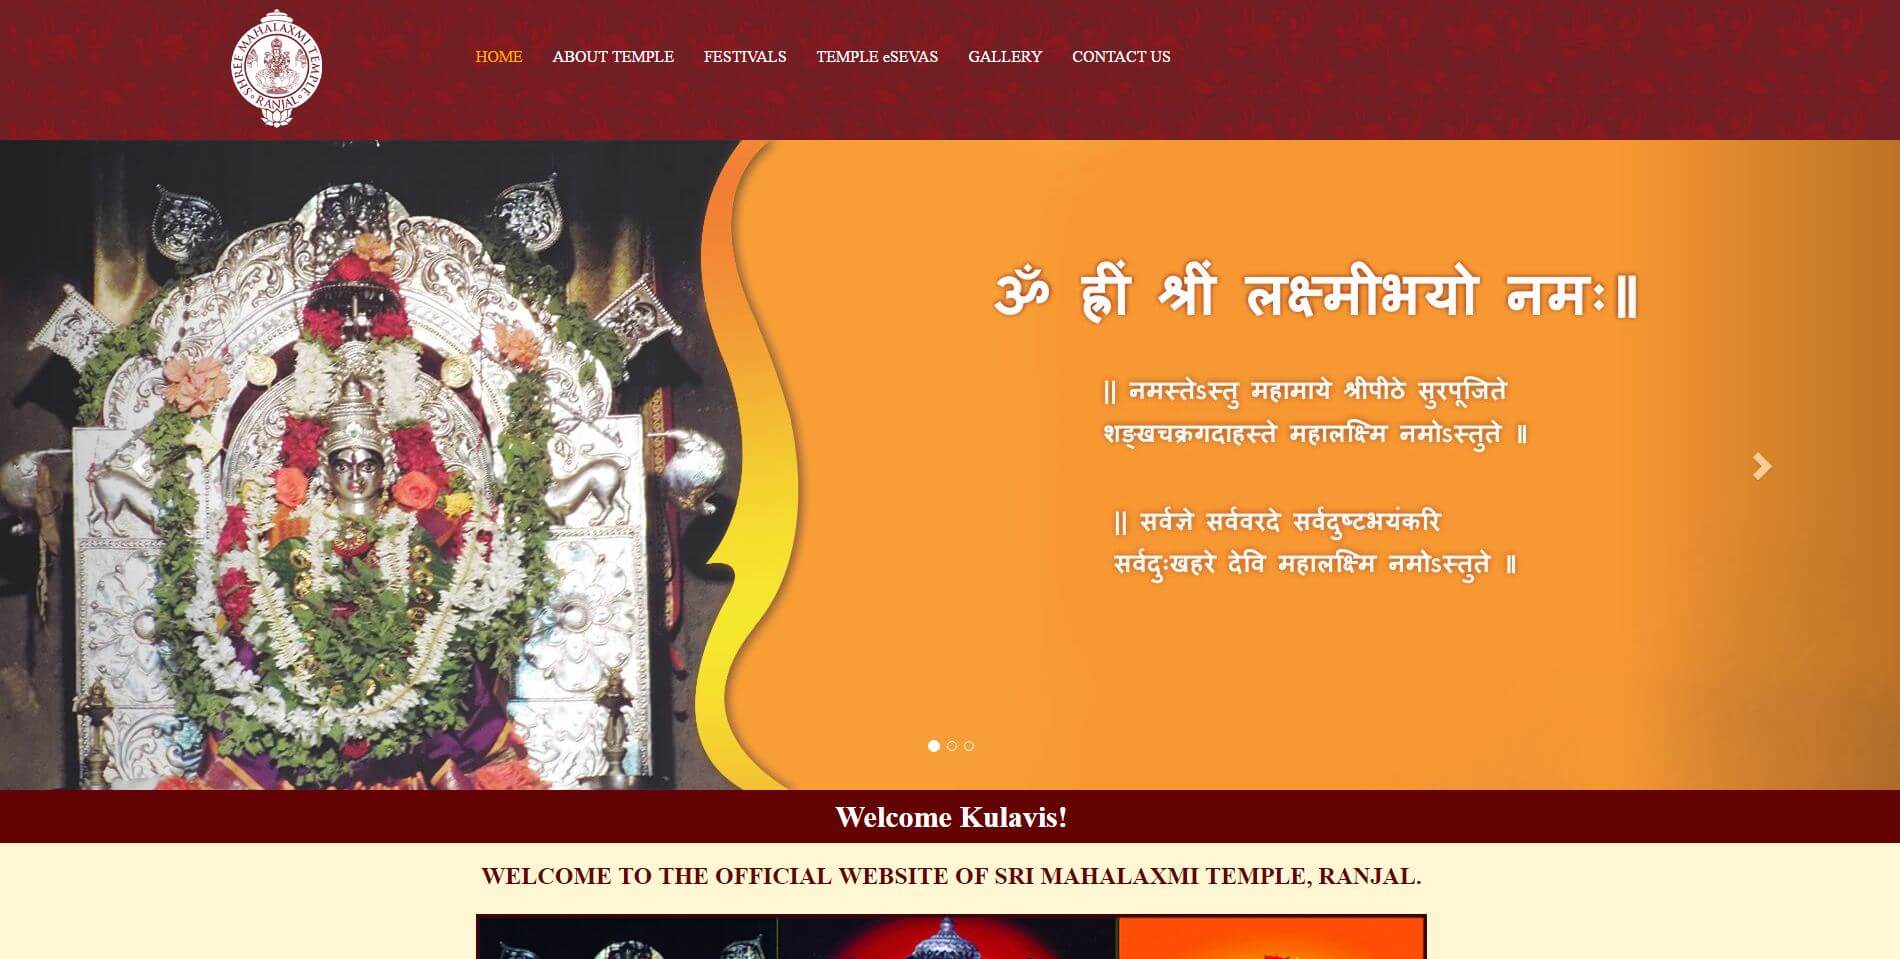 SHREE MAHALAXMI TEMPLE
RANJAL
HOME ABOUT TEMPLE FESTIVALS TEMPLE eSEVAS GALLERY CONTACT US
ॐ ह्रीं श्रीं लक्ष्मीभयो नमः॥
|| नमस्तेऽस्तु महामाये श्रीपीठे सुरपूजिते
शङ्खचक्रगदाहस्ते महालक्ष्मि नमोऽस्तुते ॥
|| सर्वज्ञे सर्ववरदे सर्वदुष्टभयंकरि
सर्वदुःखहरे देवि महालक्ष्मि नमोऽस्तुते ॥
Welcome Kulavis!
WELCOME TO THE OFFICIAL WEBSITE OF SRI MAHALAXMI TEMPLE, RANJAL.